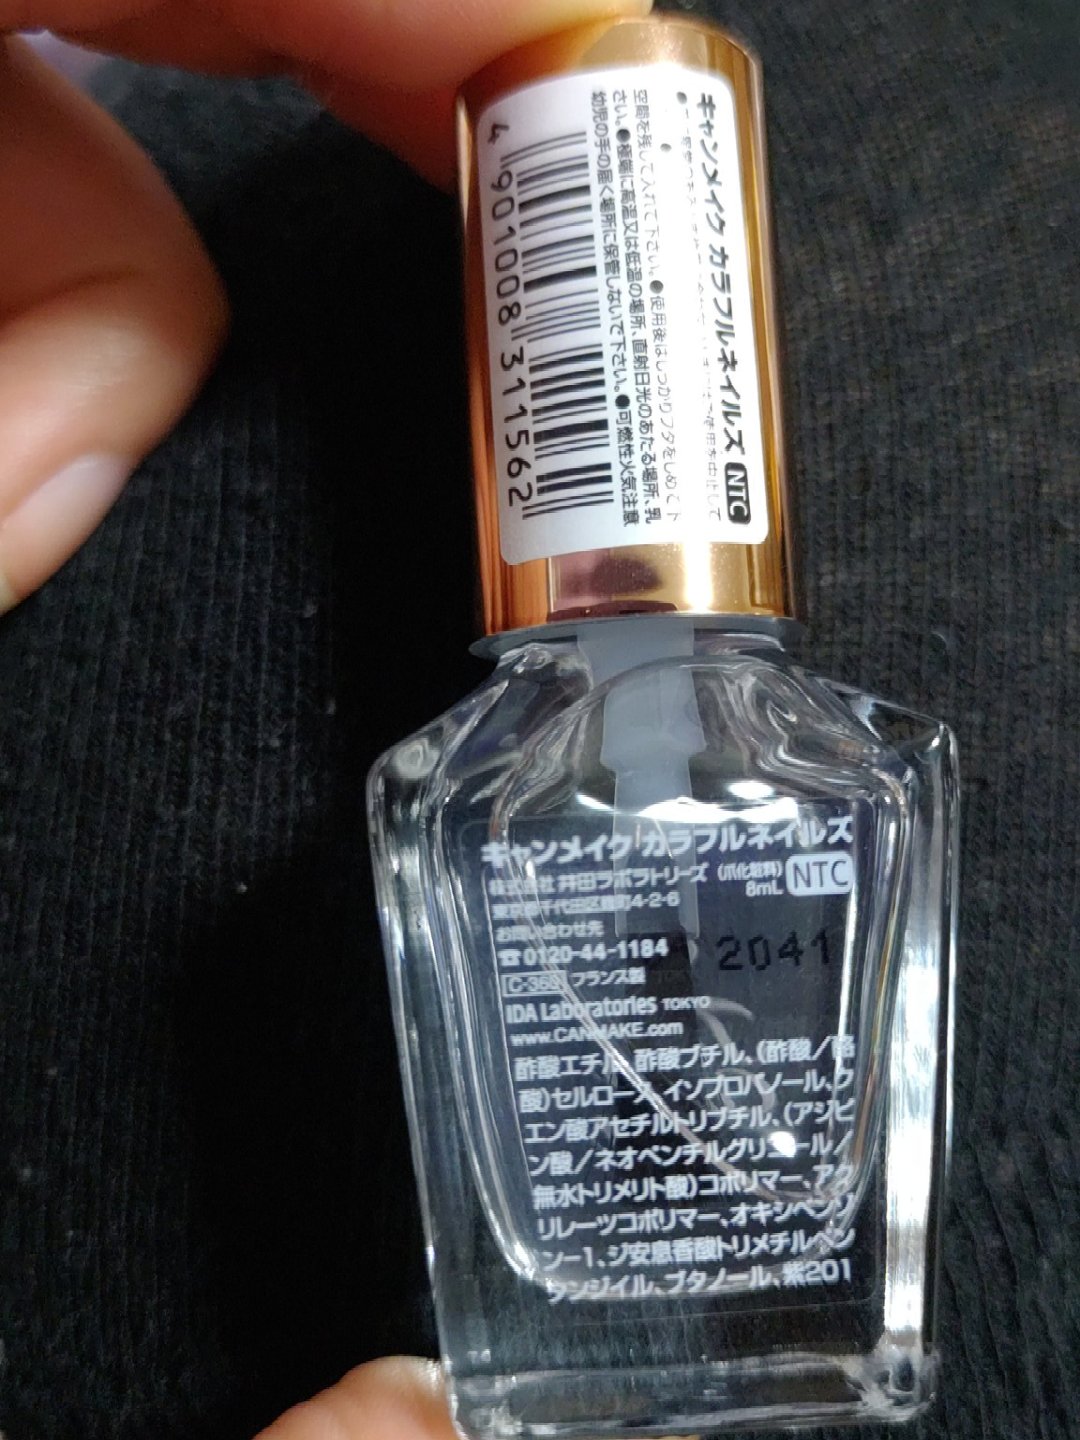 キャンメイク カラフルネイルズ NTC
空間を残して入れて下さい。●使用後はしっかりフタをしめて下
さい。●極端に高温又は低温の場所、直射日光のあたる場所、乳
幼児の手の届く場所に保管しないで下さい。●可燃性火気注意
4 901008 311562
キャンメイク カラフルネイルズ
株式会社 井田ラボラトリーズ (爪化粧料) NTC
8mL
東京都千代田区麹町4-2-6
お問い合わせ先
☎0120-44-1184
2041
フランス製
IDA Laboratories TOKYO
www.CANMAKE.com
酢酸エチル、酢酸ブチル、(酢酸/酪
酸)セルロース、イソプロパノール、ク
エン酸アセチルトリブチル、(アジピ
ン酸/ネオペンチルグリコール/
無水トリメリト酸)コポリマー、アク
リレーツコポリマー、オキシベンゾ
ン-1、ジ安息香酸トリメチルペン
タンジイル、ブタノール、紫201